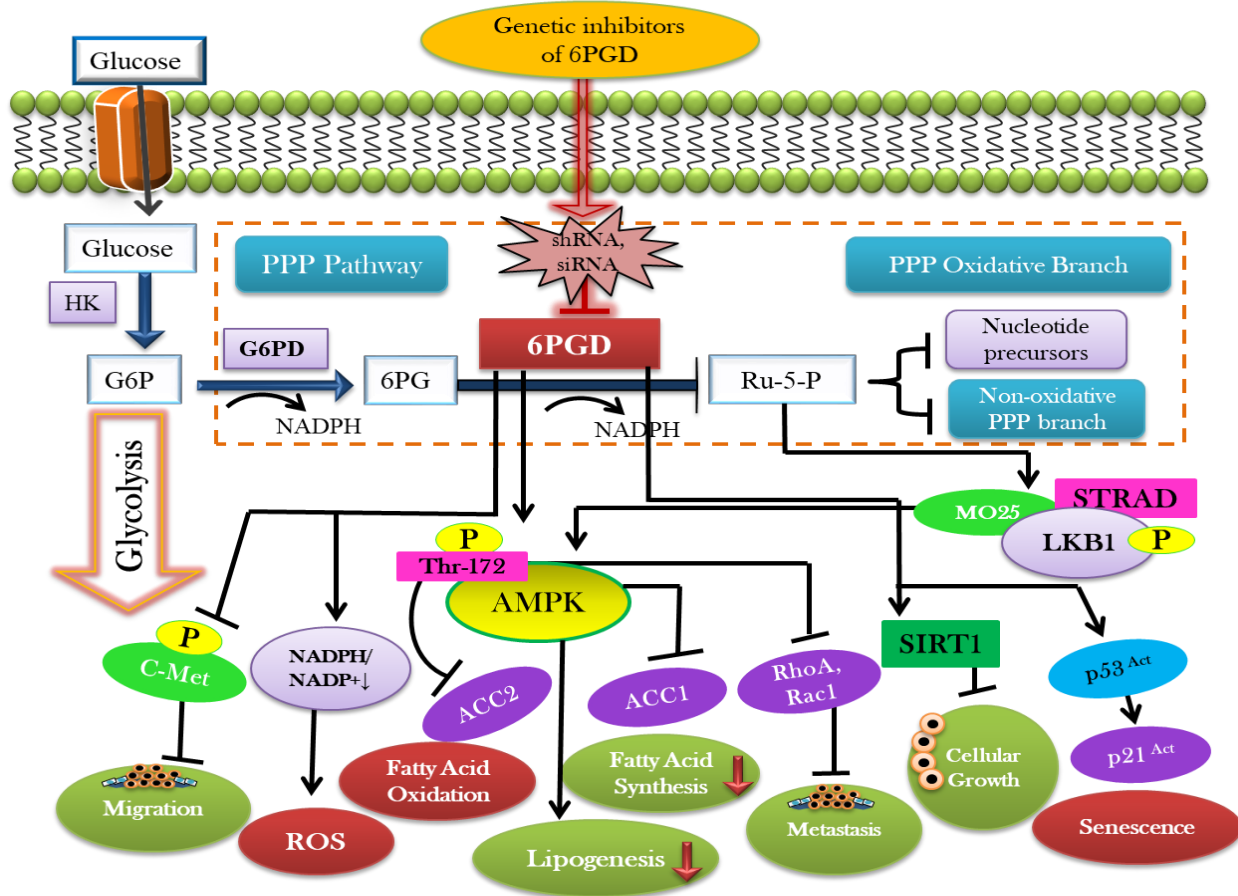 Genetic inhibitors
of 6PGD
Glucose
Glucose
HK
G6P
Glycolysis
PPP Pathway
shRNA,
siRNA
PPP Oxidative Branch
G6PD
6PGD
6PG
NADPH
NADPH
Ru-5-P
Nucleotide
precursors
Non-oxidative
PPP branch
MO25
STRAD
LKB1
P
P
Thr-172
AMPK
P
C-Met
NADPH/
NADP+↓
ACC2
ACC1
RhoA,
Rac1
SIRT1
p53 Act
p21 Act
Migration
ROS
Fatty Acid
Oxidation
Lipogenesis
Fatty Acid
Synthesis
Metastasis
Cellular
Growth
Senescence